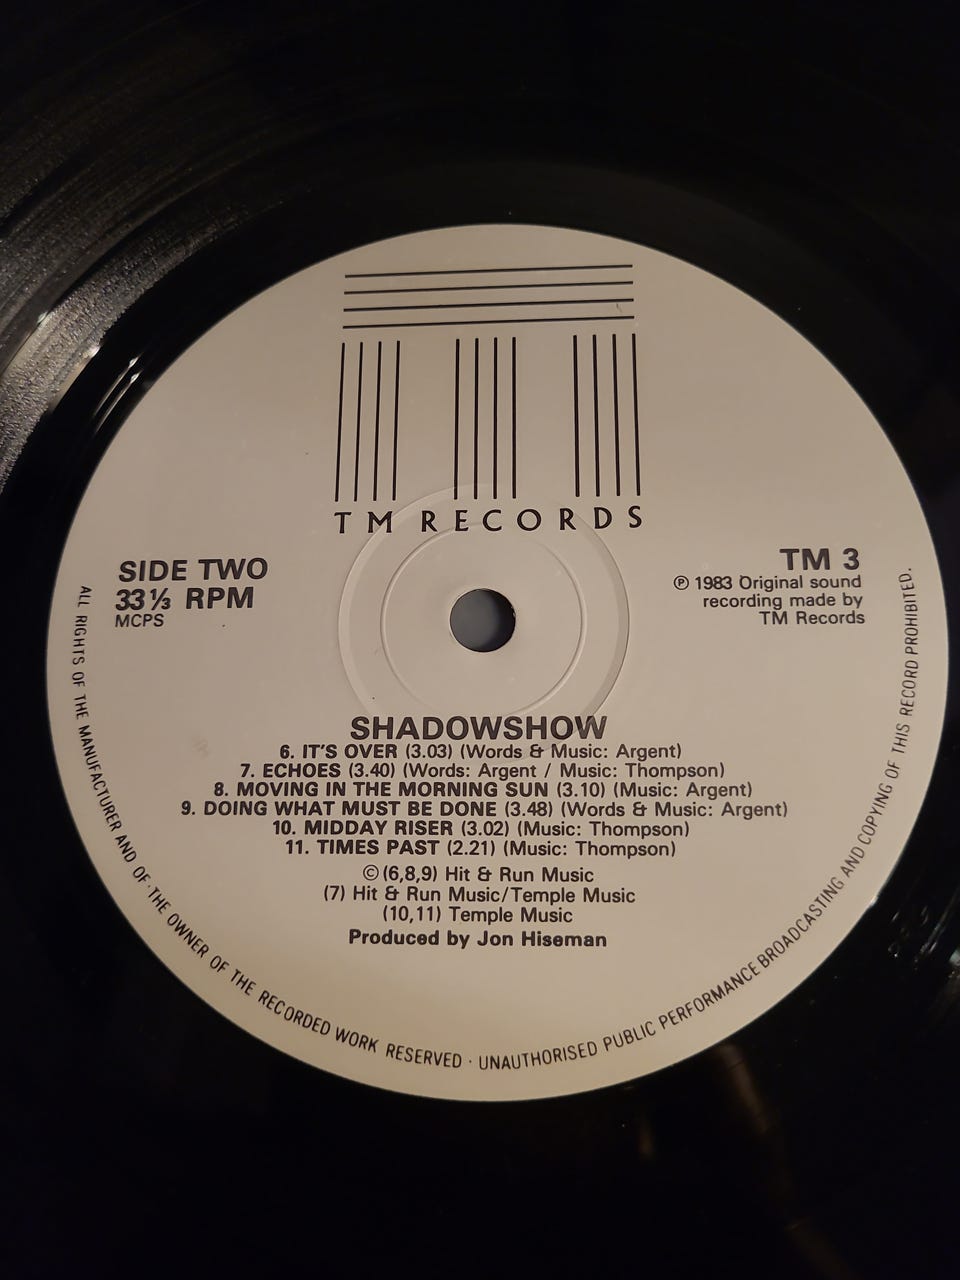 TM RECORDS
SIDE TWO
33⅓ RPM
MCPS
TM 3
℗ 1983 Original sound
recording made by
TM Records
SHADOWSHOW
6. IT'S OVER (3.03) (Words & Music: Argent)
7. ECHOES (3.40) (Words: Argent / Music: Thompson)
8. MOVING IN THE MORNING SUN (3.10) (Music: Argent)
9. DOING WHAT MUST BE DONE (3.48) (Words & Music: Argent)
10. MIDDAY RISER (3.02) (Music: Thompson)
11. TIMES PAST (2.21) (Music: Thompson)
© (6,8,9) Hit & Run Music
(7) Hit & Run Music/Temple Music
(10,11) Temple Music
Produced by Jon Hiseman
ALL RIGHTS OF THE MANUFACTURER AND OF · THE OWNER OF THE RECORDED WORK RESERVED · UNAUTHORISED PUBLIC PERFORMANCE BROADCASTING AND COPYING OF THIS RECORD PROHIBITED.